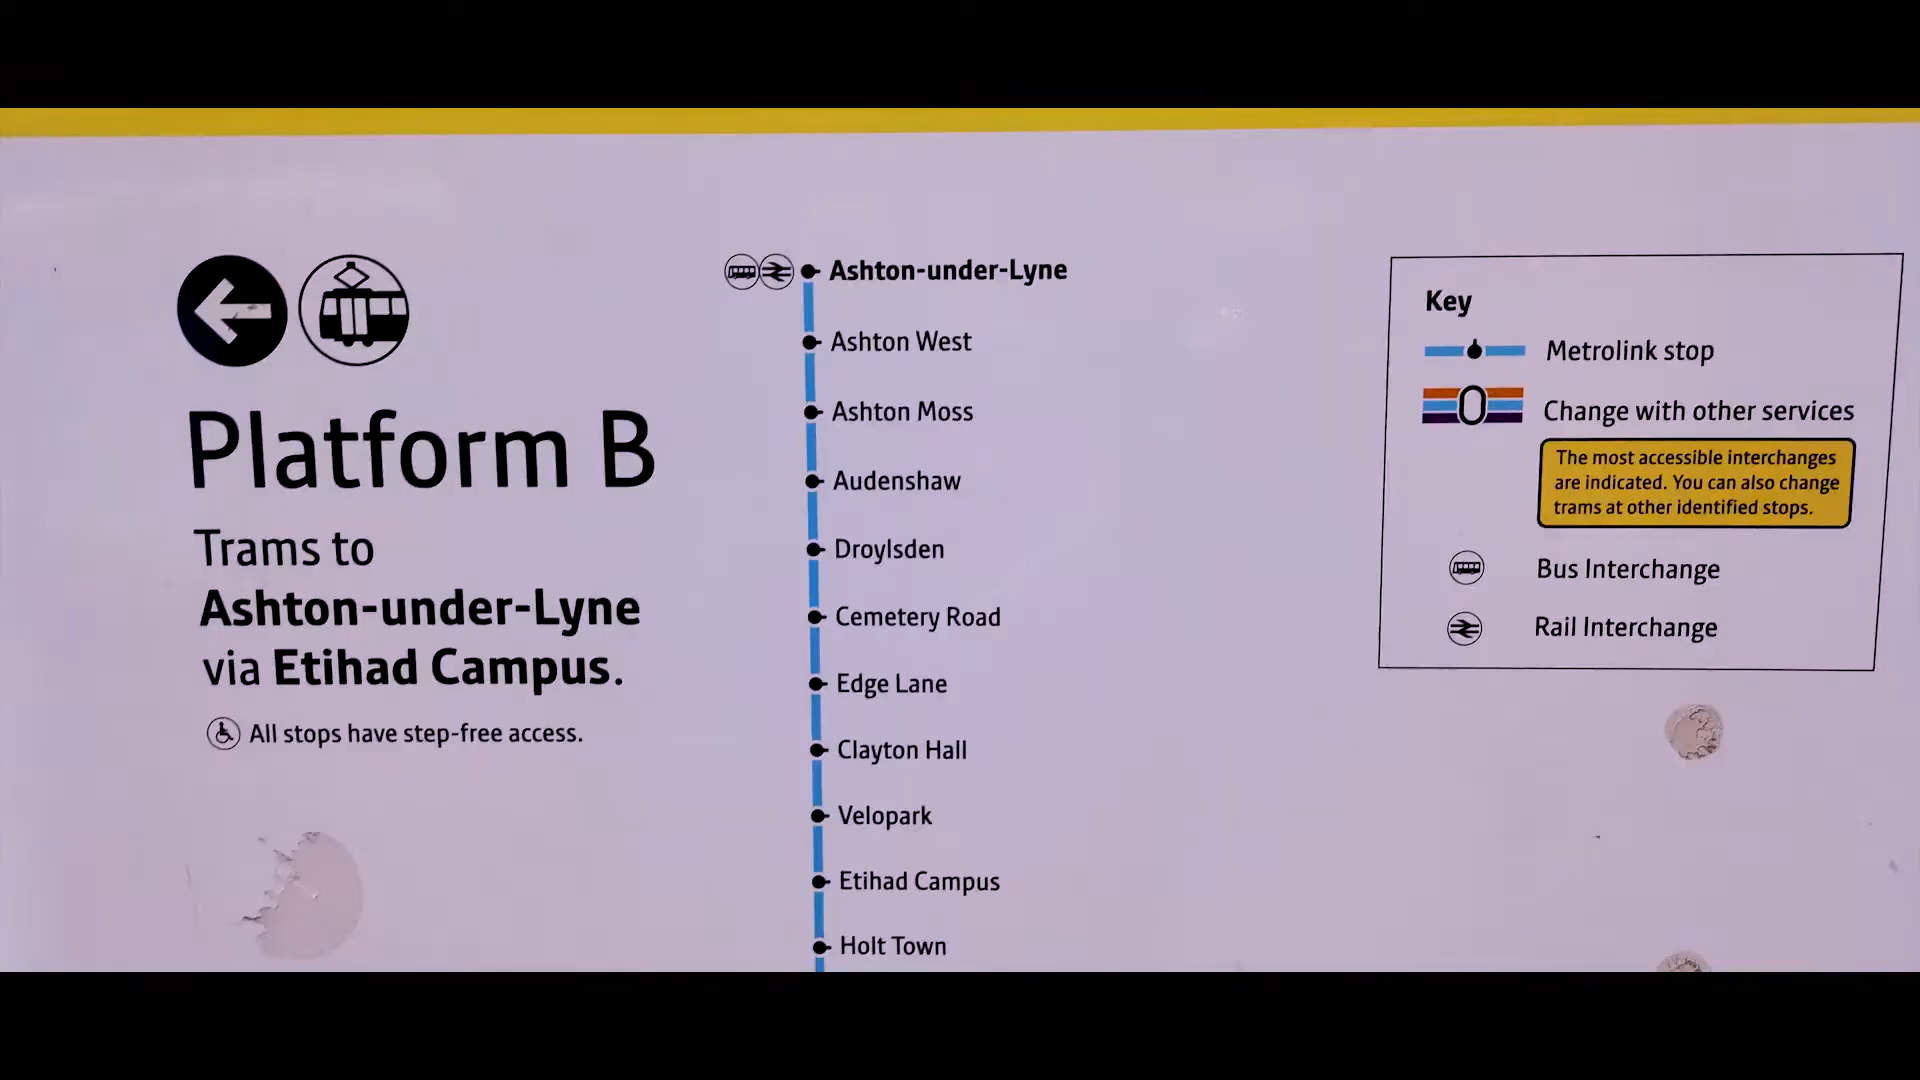 Platform B
Trams to
Ashton-under-Lyne
via Etihad Campus.
All stops have step-free access.
Ashton-under-Lyne
Ashton West
Ashton Moss
Audenshaw
Droylsden
Cemetery Road
Edge Lane
Clayton Hall
Velopark
Etihad Campus
Holt Town
Key
Metrolink stop
Change with other services
The most accessible interchanges
are indicated. You can also change
trams at other identified stops.
Bus Interchange
Rail Interchange